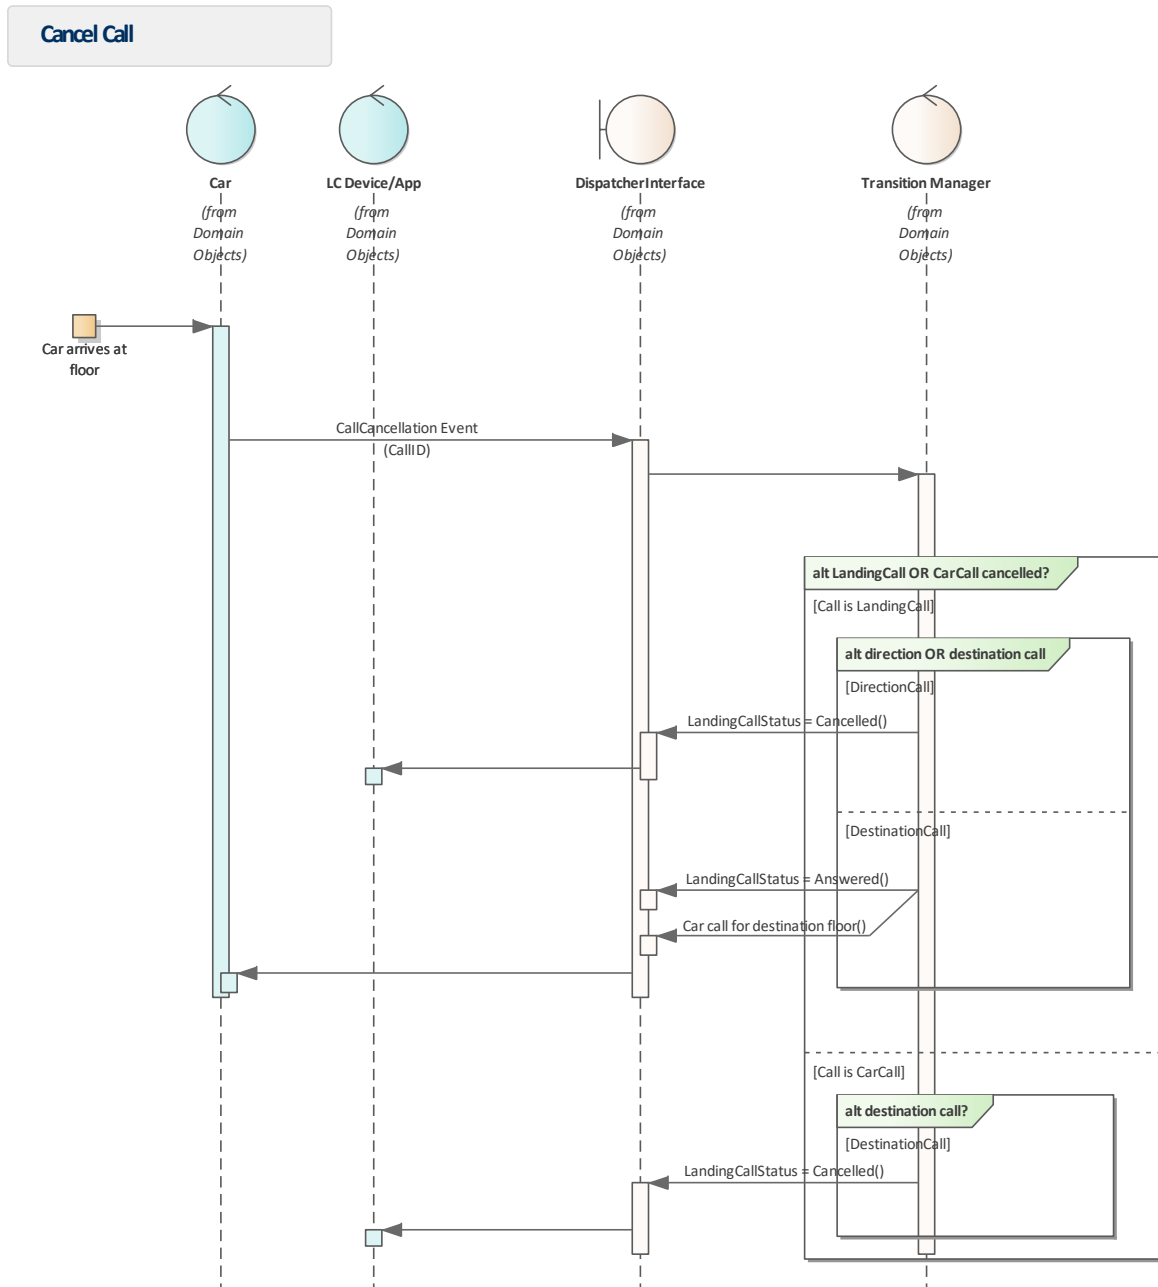 Cancel Call
Car
LC Device/App
DispatcherInterface
Transition Manager
(from
Domain
Objects)
(from
Domain
Objects)
(from
Domain
Objects)
(from
Domain
Objects)
Car arrives at
floor
CallCancellation Event
(CallID)
alt LandingCall OR CarCall cancelled?
[Call is LandingCall]
alt direction OR destination call
[DirectionCall]
LandingCallStatus = Cancelled()
[DestinationCall]
LandingCallStatus = Answered()
Car call for destination floor()
[Call is CarCall]
alt destination call?
[DestinationCall]
LandingCallStatus = Cancelled()